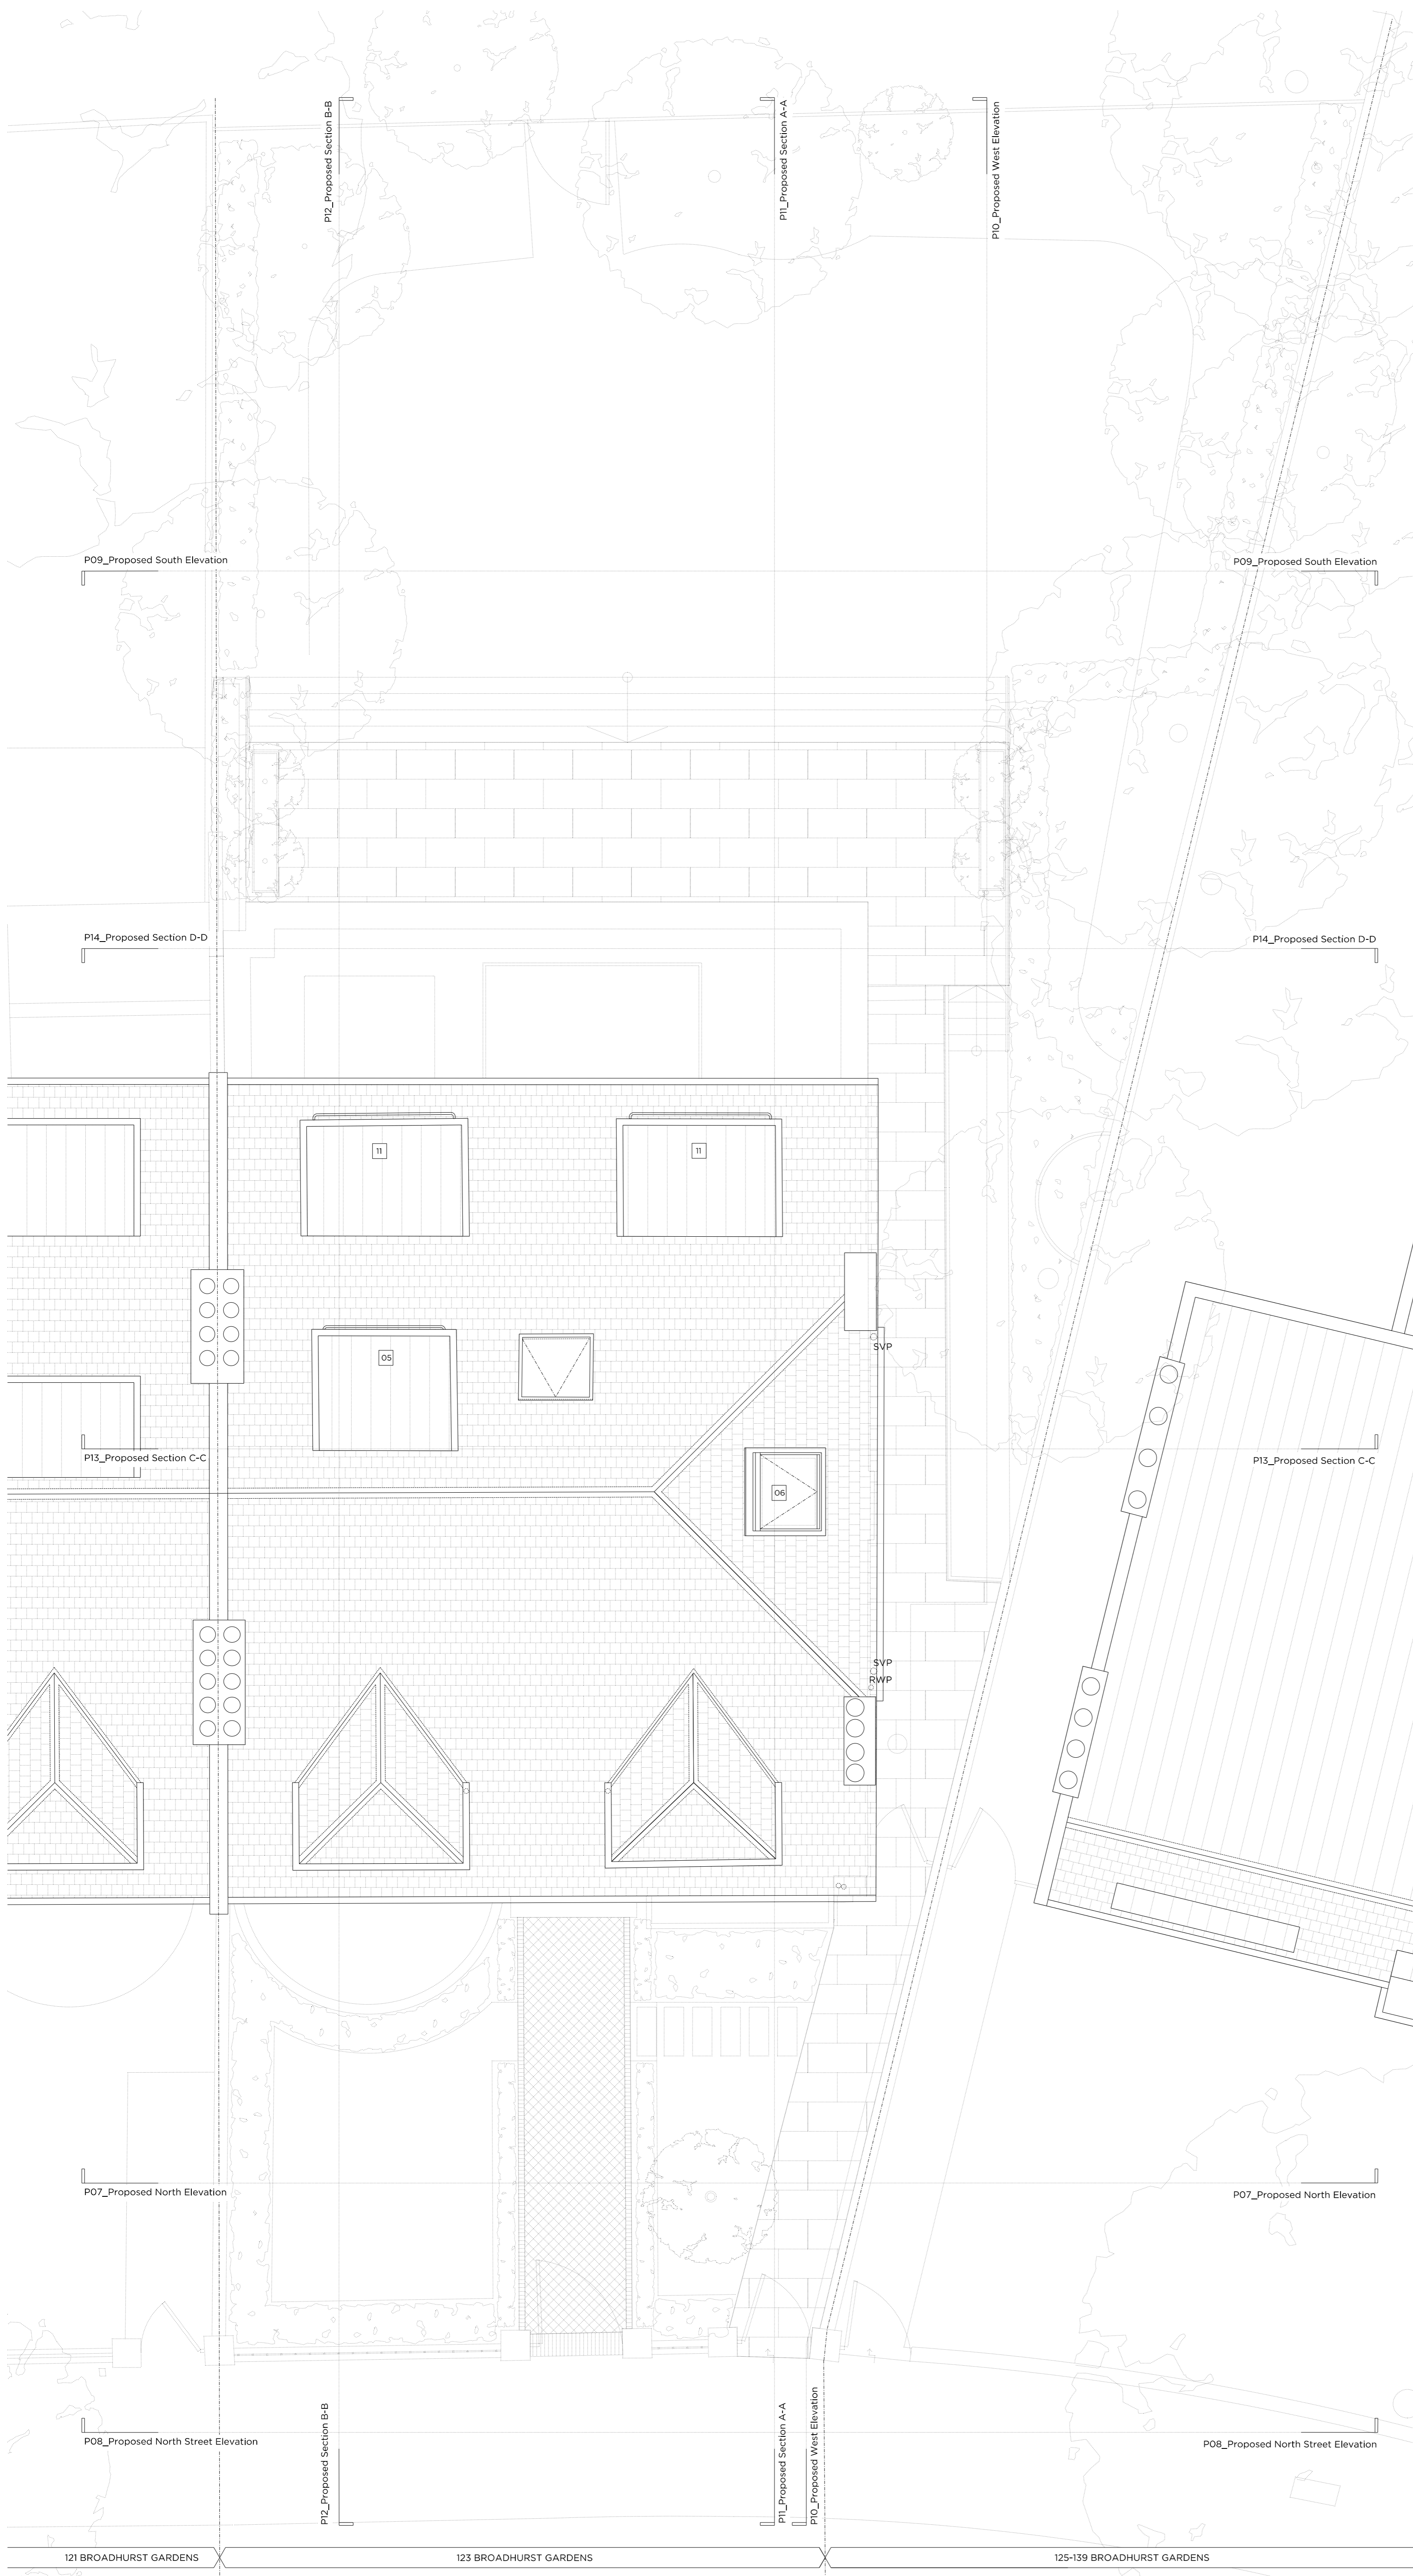 P12_Proposed Section B-B
P11_Proposed Section A-A
P10_Proposed West Elevation
P09_Proposed South Elevation
P09_Proposed South Elevation
P14_Proposed Section D-D
P14_Proposed Section D-D
11
11
SVP
05
P13_Proposed Section C-C
P13_Proposed Section C-C
06
SVP
RWP
P07_Proposed North Elevation
P07_Proposed North Elevation
P12_Proposed Section B-B
P11_Proposed Section A-A
P10_Proposed West Elevation
P08_Proposed North Street Elevation
P08_Proposed North Street Elevation
121 BROADHURST GARDENS
123 BROADHURST GARDENS
125-139 BROADHURST GARDENS